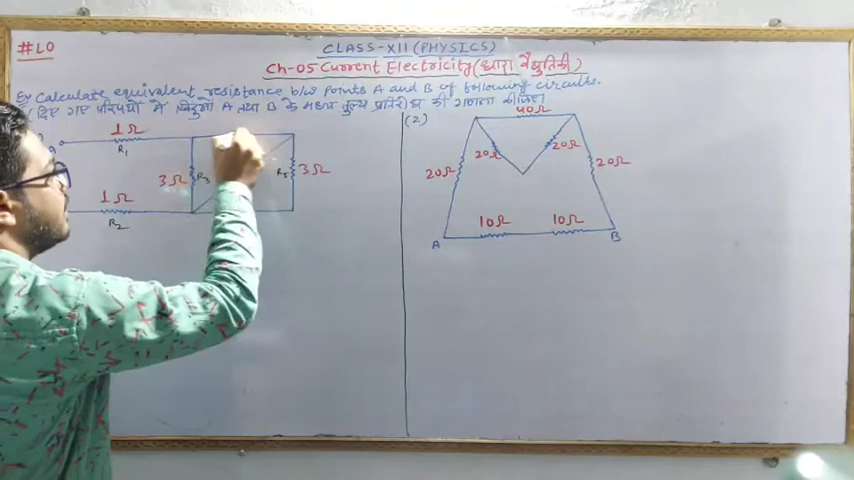 #L0
CLASS-XII (PHYSICS)
Ch-05 Current Electricity (धारा वैद्युतिकी)
Ex Calculate equivalent resistance b/w points A and B of following circuits.
(दिए गए परिपथों में बिंदुओं A तथा B के मध्य तुल्य प्रतिरोध की गणना कीजिए।
1Ω
R1
3Ω
R3
R5
3Ω
1Ω
R2
(2)
40Ω
20Ω
20Ω
20Ω
20Ω
10Ω
10Ω
A
B